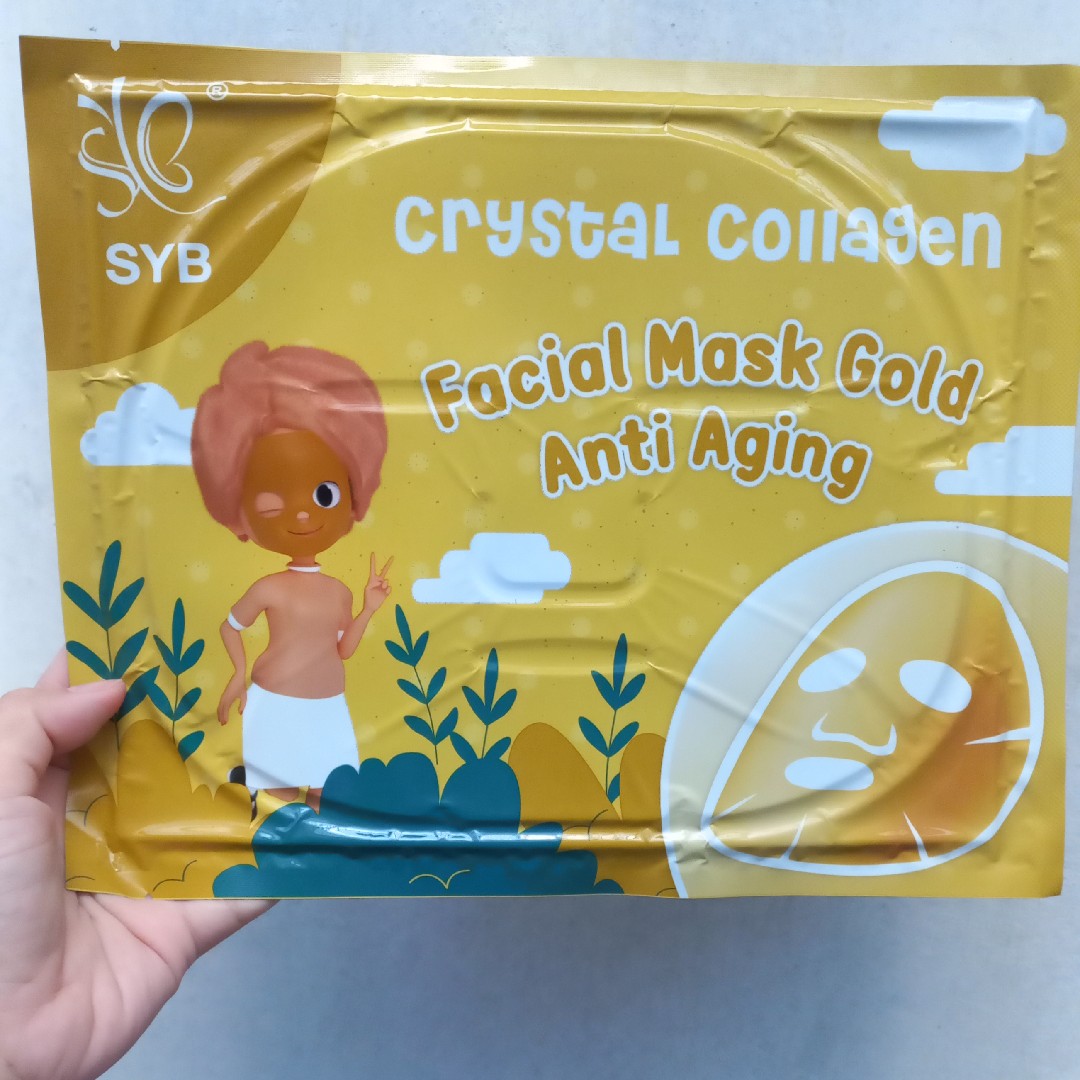 ®
SYB
Crystal Collagen
Facial Mask Gold
Anti Aging